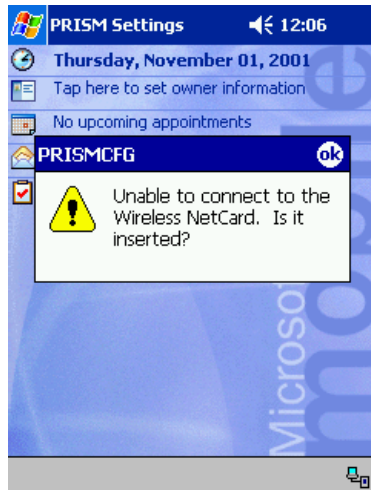 PRISM Settings 12:06
Thursday, November 01, 2001
Tap here to set owner information
No upcoming appointments
PRISMCFG ok
Unable to connect to the
Wireless NetCard. Is it
inserted?
Microso
mobile